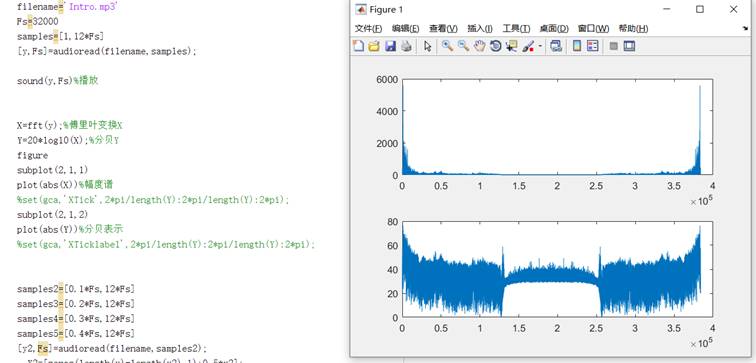 filename='Intro.mp3'
Fs=32000
samples=[1,12*Fs]
[y,Fs]=audioread(filename,samples);
sound(y,Fs)%播放
X=fft(y);%傅里叶变换X
Y=20*log10(X);%分贝Y
figure
subplot(2,1,1)
plot(abs(X))%幅度谱
%set(gca,'XTick',2*pi/length(Y):2*pi/length(Y):2*pi);
subplot(2,1,2)
plot(abs(Y))%分贝表示
%set(gca,'XTicklabel',2*pi/length(Y):2*pi/length(Y):2*pi);
samples2=[0.1*Fs,12*Fs]
samples3=[0.2*Fs,12*Fs]
samples4=[0.3*Fs,12*Fs]
samples5=[0.4*Fs,12*Fs]
[y2,Fs]=audioread(filename,samples2);
Figure 1
文件(F) 编辑(E) 查看(V) 插入(I) 工具(T) 桌面(D) 窗口(W) 帮助(H)
6000
4000
2000
0
0 0.5 1 1.5 2 2.5 3 3.5 4
×10^5
80
60
40
20
0
0 0.5 1 1.5 2 2.5 3 3.5 4
×10^5